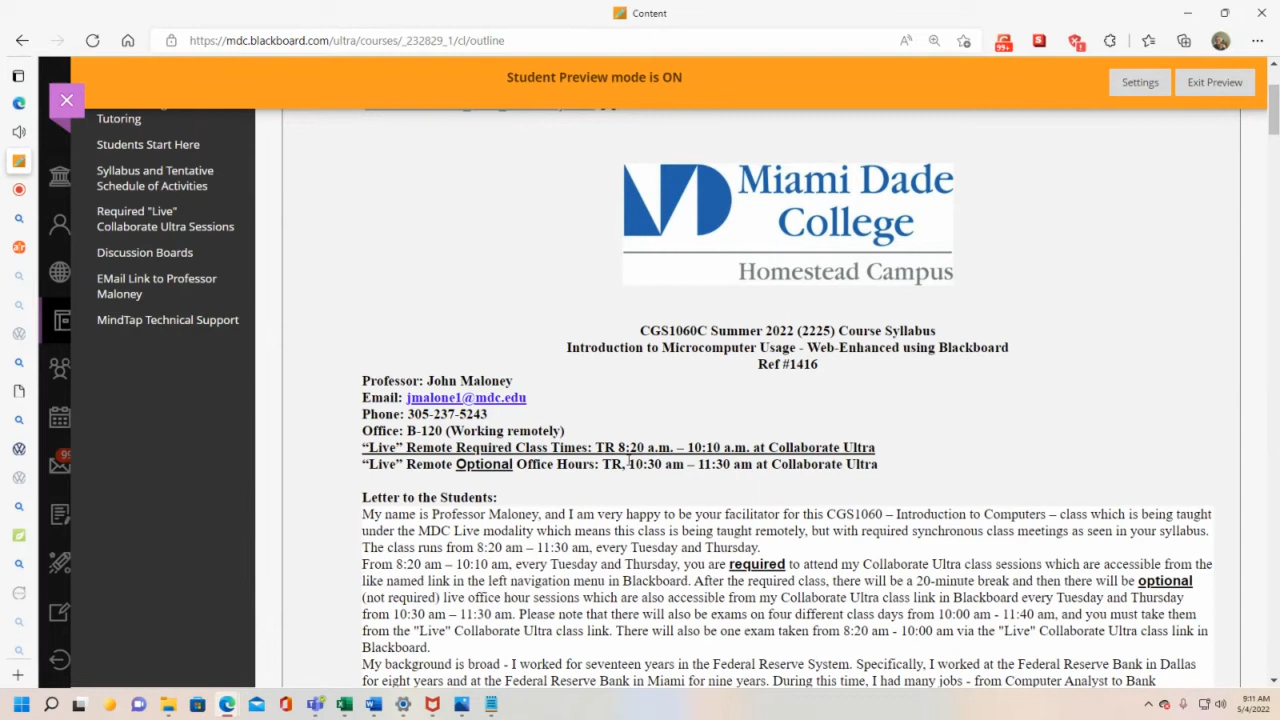 Content
https://mdc.blackboard.com/ultra/courses/_232829_1/cl/outline
99+
Student Preview mode is ON
Settings
Exit Preview
Tutoring
Students Start Here
Syllabus and Tentative
Schedule of Activities
Required "Live"
Collaborate Ultra Sessions
Discussion Boards
EMail Link to Professor
Maloney
MindTap Technical Support
99
Miami Dade
College
Homestead Campus
CGS1060C Summer 2022 (2225) Course Syllabus
Introduction to Microcomputer Usage - Web-Enhanced using Blackboard
Ref #1416
Professor: John Maloney
Email: jmalone1@mdc.edu
Phone: 305-237-5243
Office: B-120 (Working remotely)
“Live” Remote Required Class Times: TR 8:20 a.m. – 10:10 a.m. at Collaborate Ultra
“Live” Remote Optional Office Hours: TR, 10:30 am – 11:30 am at Collaborate Ultra
Letter to the Students:
My name is Professor Maloney, and I am very happy to be your facilitator for this CGS1060 – Introduction to Computers – class which is being taught
under the MDC Live modality which means this class is being taught remotely, but with required synchronous class meetings as seen in your syllabus.
The class runs from 8:20 am – 11:30 am, every Tuesday and Thursday.
From 8:20 am – 10:10 am, every Tuesday and Thursday, you are required to attend my Collaborate Ultra class sessions which are accessible from the
like named link in the left navigation menu in Blackboard. After the required class, there will be a 20-minute break and then there will be optional
(not required) live office hour sessions which are also accessible from my Collaborate Ultra class link in Blackboard every Tuesday and Thursday
from 10:30 am – 11:30 am. Please note that there will also be exams on four different class days from 10:00 am - 11:40 am, and you must take them
from the "Live" Collaborate Ultra class link. There will also be one exam taken from 8:20 am - 10:00 am via the "Live" Collaborate Ultra class link in
Blackboard.
My background is broad - I worked for seventeen years in the Federal Reserve System. Specifically, I worked at the Federal Reserve Bank in Dallas
for eight years and at the Federal Reserve Bank in Miami for nine years. During this time, I had many jobs - from Computer Analyst to Bank
9:11 AM
5/4/2022